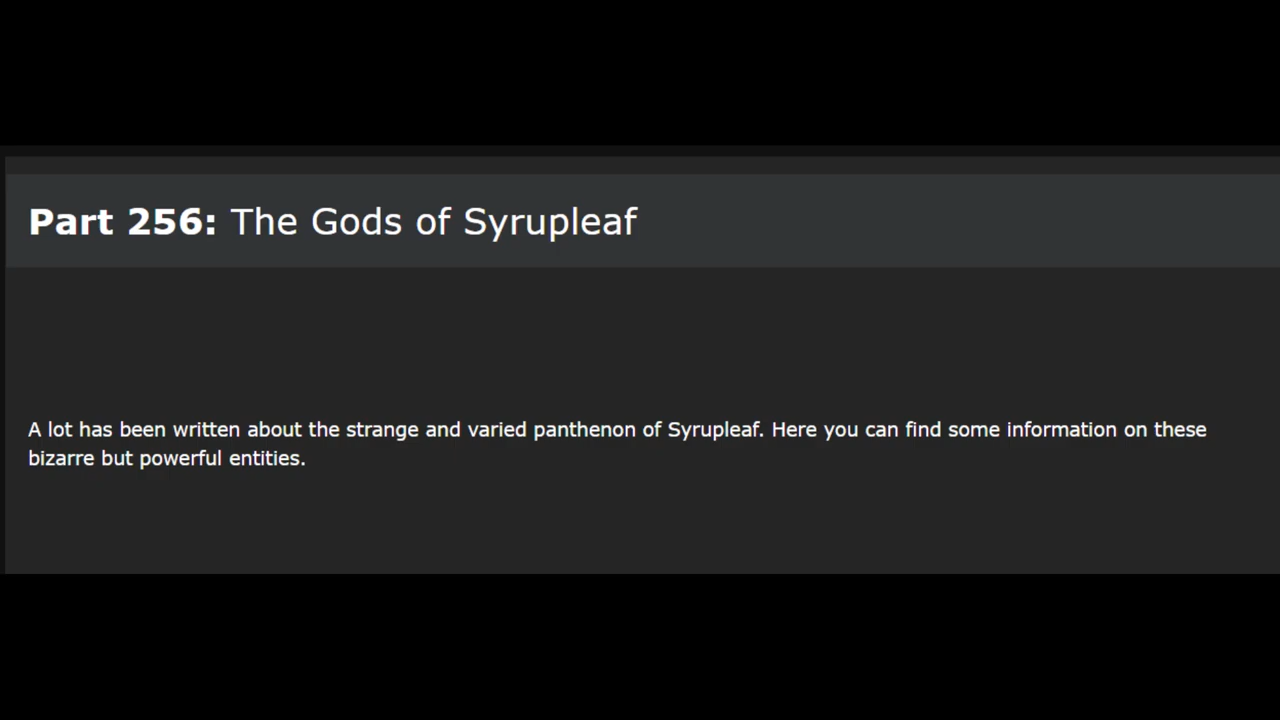 Part 256: The Gods of Syrupleaf
A lot has been written about the strange and varied panthenon of Syrupleaf. Here you can find some information on these
bizarre but powerful entities.